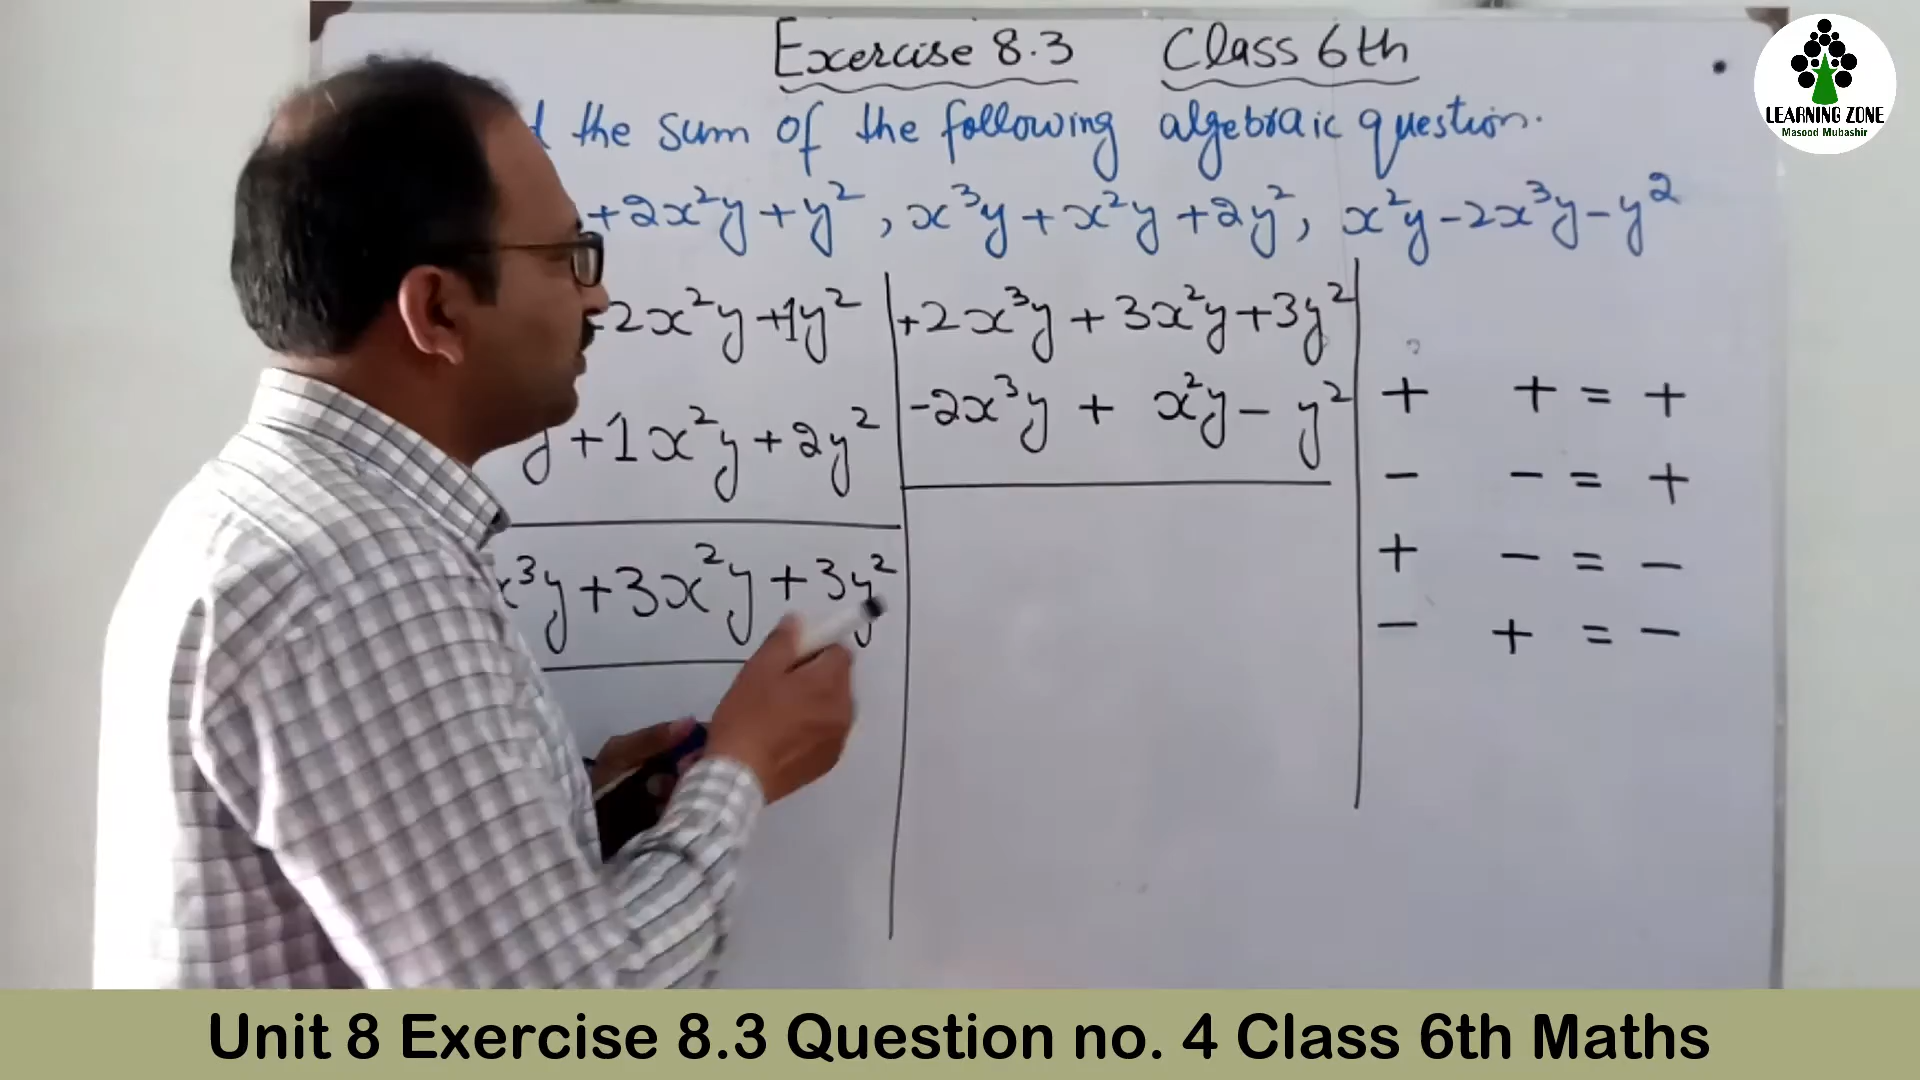 Exercise 8.3 Class 6th
the sum of the following algebraic question.
+2x²y+y², x³y+x²y+2y², x²y-2x³y-y²
2x²y+1y²
y+1x²y+2y²
x³y+3x²y+3y²
+2x³y+3x²y+3y²
-2x³y+x²y-y²
+ + = +
- - = +
+ - = -
- + = -
LEARNING ZONE
Masood Mubashir
Unit 8 Exercise 8.3 Question no. 4 Class 6th Maths